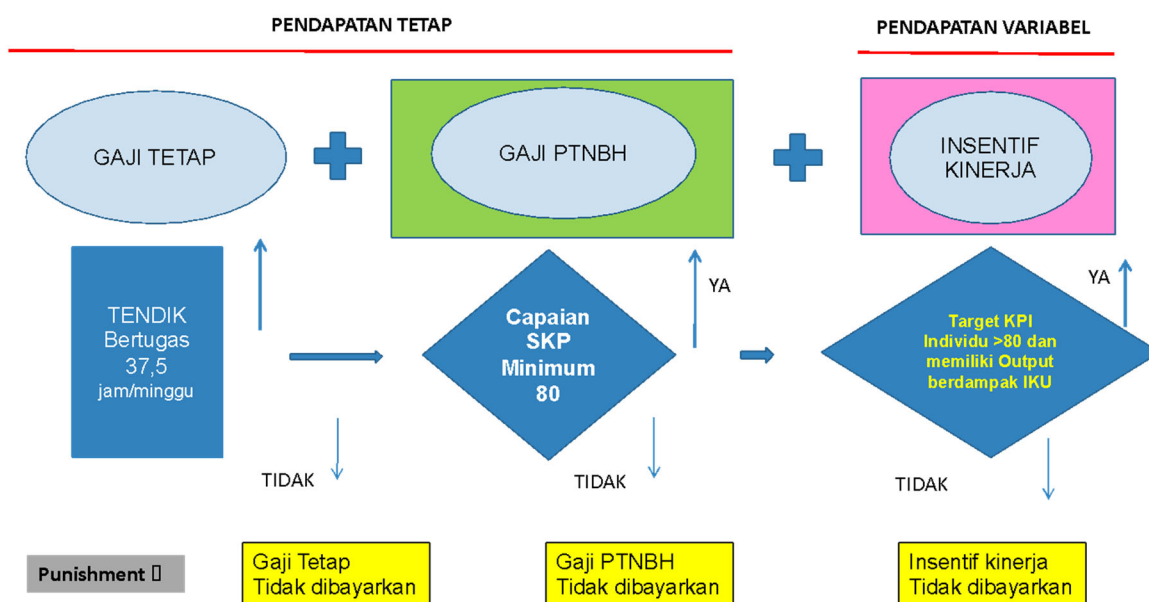 PENDAPATAN TETAP
PENDAPATAN VARIABEL
GAJI TETAP
GAJI PTNBH
INSENTIF
KINERJA
TENDIK
Bertugas
37,5
jam/minggu
YA
Capaian
SKP
Minimum
80
YA
Target KPI
Individu >80 dan
memiliki Output
berdampak IKU
TIDAK
TIDAK
TIDAK
Punishment
Gaji Tetap
Tidak dibayarkan
Gaji PTNBH
Tidak dibayarkan
Insentif kinerja
Tidak dibayarkan